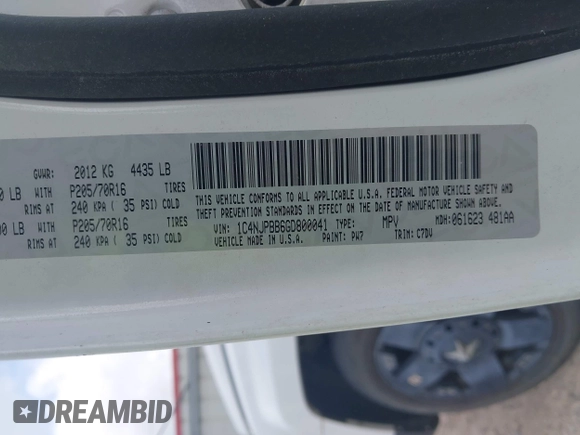 GVWR: 2012 KG 4435 LB
LB WITH P205/70R16 TIRES
RIMS AT 240 KPA ( 35 PSI) COLD
LB WITH P205/70R16 TIRES
RIMS AT 240 KPA ( 35 PSI) COLD
THIS VEHICLE CONFORMS TO ALL APPLICABLE U.S.A. FEDERAL MOTOR VEHICLE SAFETY AND
THEFT PREVENTION STANDARDS IN EFFECT ON THE DATE OF MANUFACTURE SHOWN ABOVE.
VIN: 1C4NJPBB6GD800041 TYPE: MPV MDH: 061623 481AA
VEHICLE MADE IN U.S.A. PAINT: PW7 TRIM: C7DV
DREAMBID